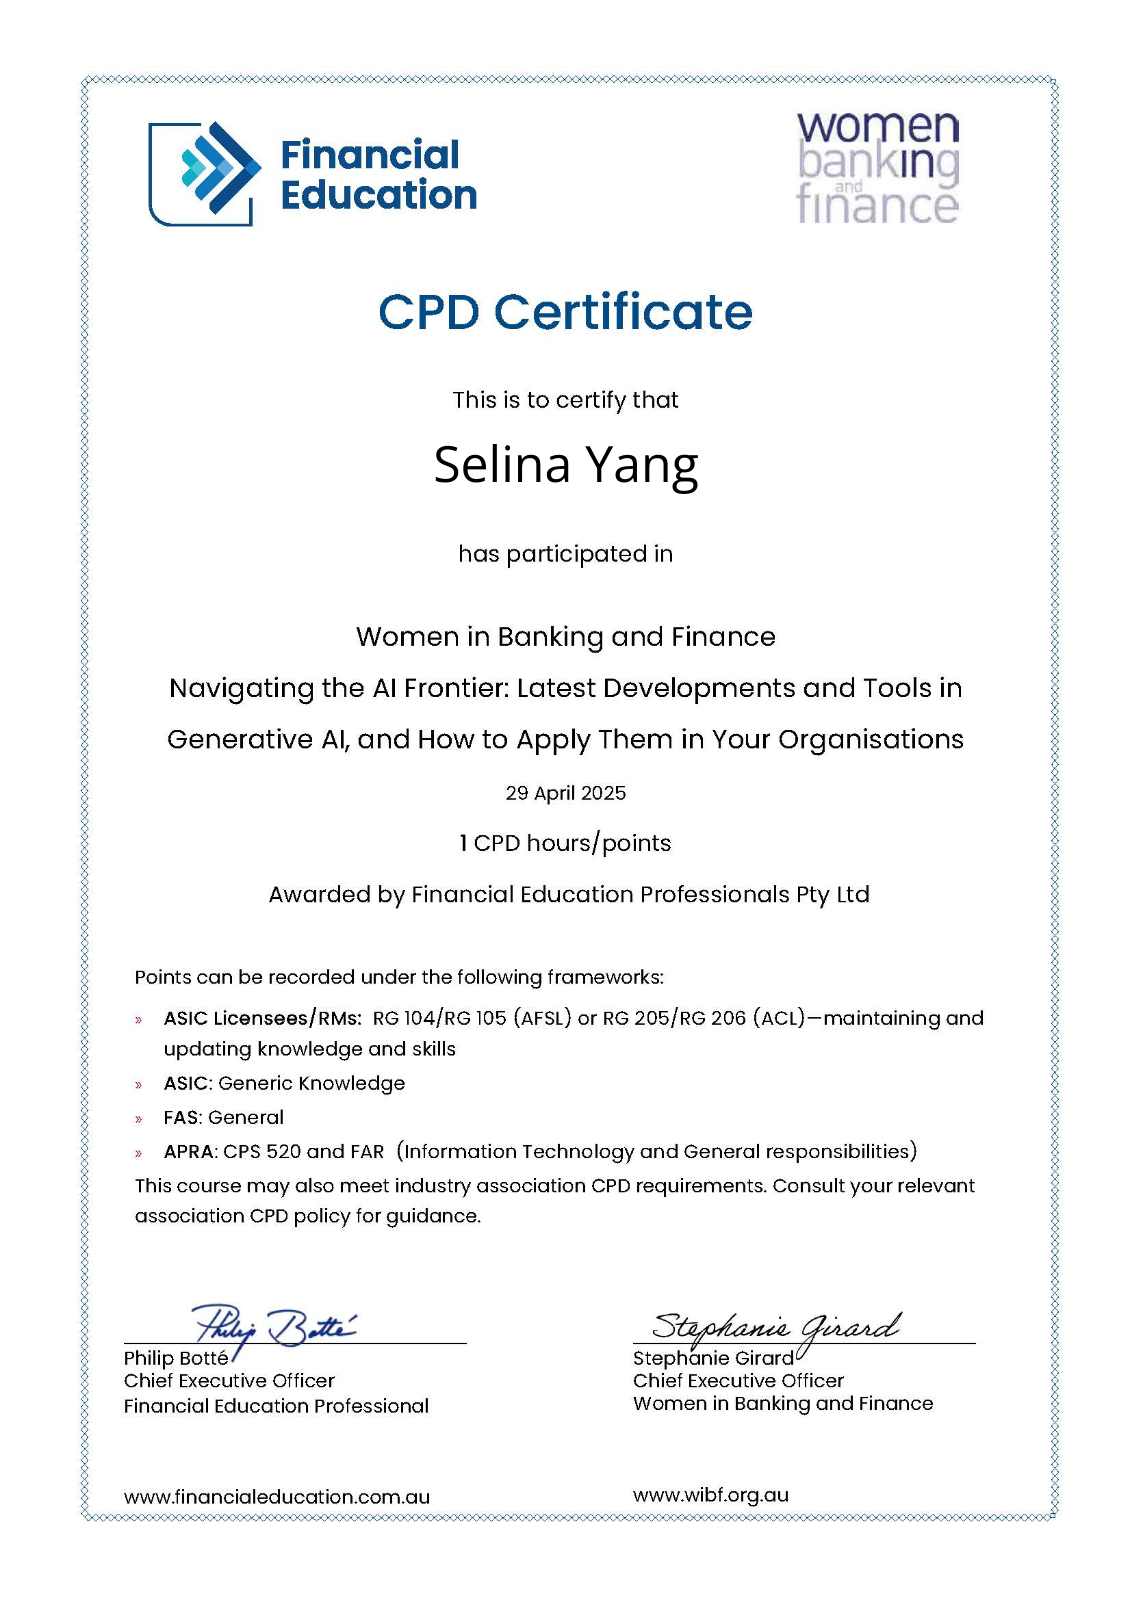 Financial
Education
women
banking
and
finance
CPD Certificate
This is to certify that
Selina Yang
has participated in
Women in Banking and Finance
Navigating the AI Frontier: Latest Developments and Tools in
Generative AI, and How to Apply Them in Your Organisations
29 April 2025
1 CPD hours/points
Awarded by Financial Education Professionals Pty Ltd
Points can be recorded under the following frameworks:
» ASIC Licensees/RMs: RG 104/RG 105 (AFSL) or RG 205/RG 206 (ACL)—maintaining and
updating knowledge and skills
» ASIC: Generic Knowledge
» FAS: General
» APRA: CPS 520 and FAR (Information Technology and General responsibilities)
This course may also meet industry association CPD requirements. Consult your relevant
association CPD policy for guidance.
Philip Botté
Philip Botté
Chief Executive Officer
Financial Education Professional
www.financialeducation.com.au
Stephanie Girard
Stephanie Girard
Chief Executive Officer
Women in Banking and Finance
www.wibf.org.au